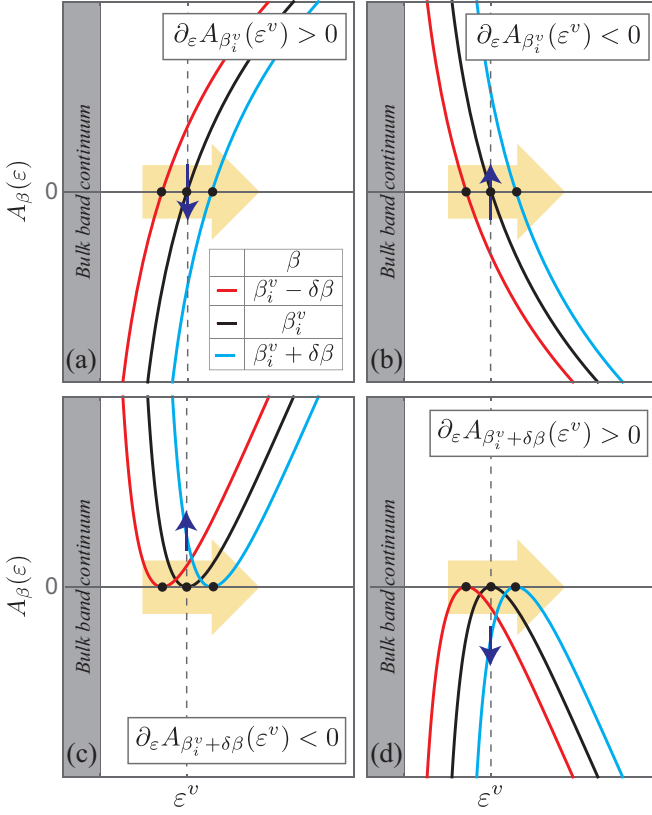 ∂_ε A_{β_i^v}(ε^v) > 0
A_β(ε)
0
Bulk band continuum
β
β_i^v − δβ
β_i^v
β_i^v + δβ
(a)
∂_ε A_{β_i^v}(ε^v) < 0
Bulk band continuum
(b)
A_β(ε)
0
Bulk band continuum
∂_ε A_{β_i^v+δβ}(ε^v) < 0
(c)
ε^v
∂_ε A_{β_i^v+δβ}(ε^v) > 0
Bulk band continuum
(d)
ε^v